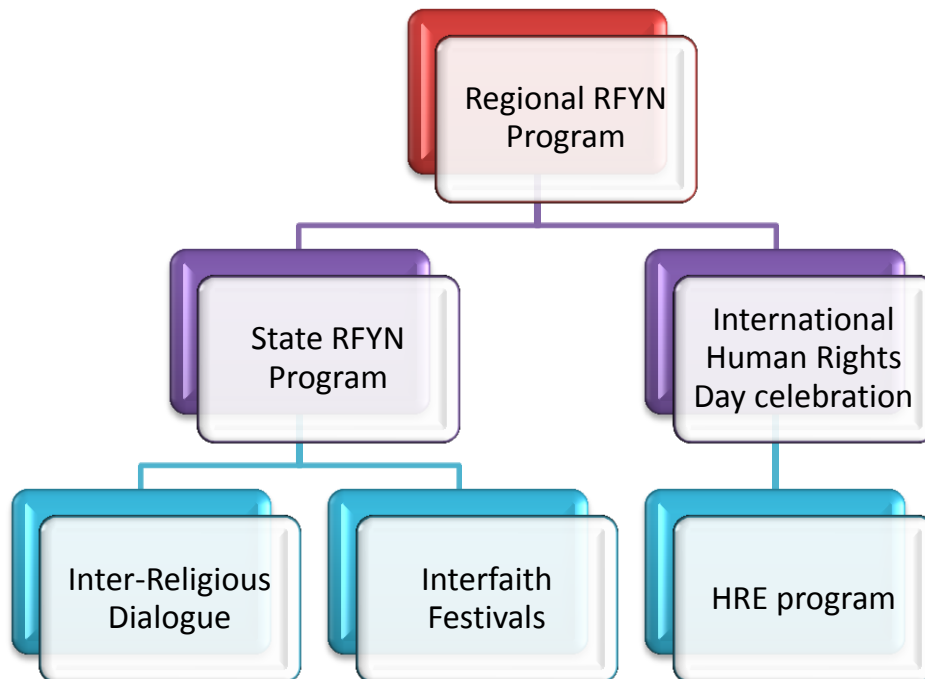 Regional RFYN
Program
State RFYN
Program
International
Human Rights
Day celebration
Inter-Religious
Dialogue
Interfaith
Festivals
HRE program